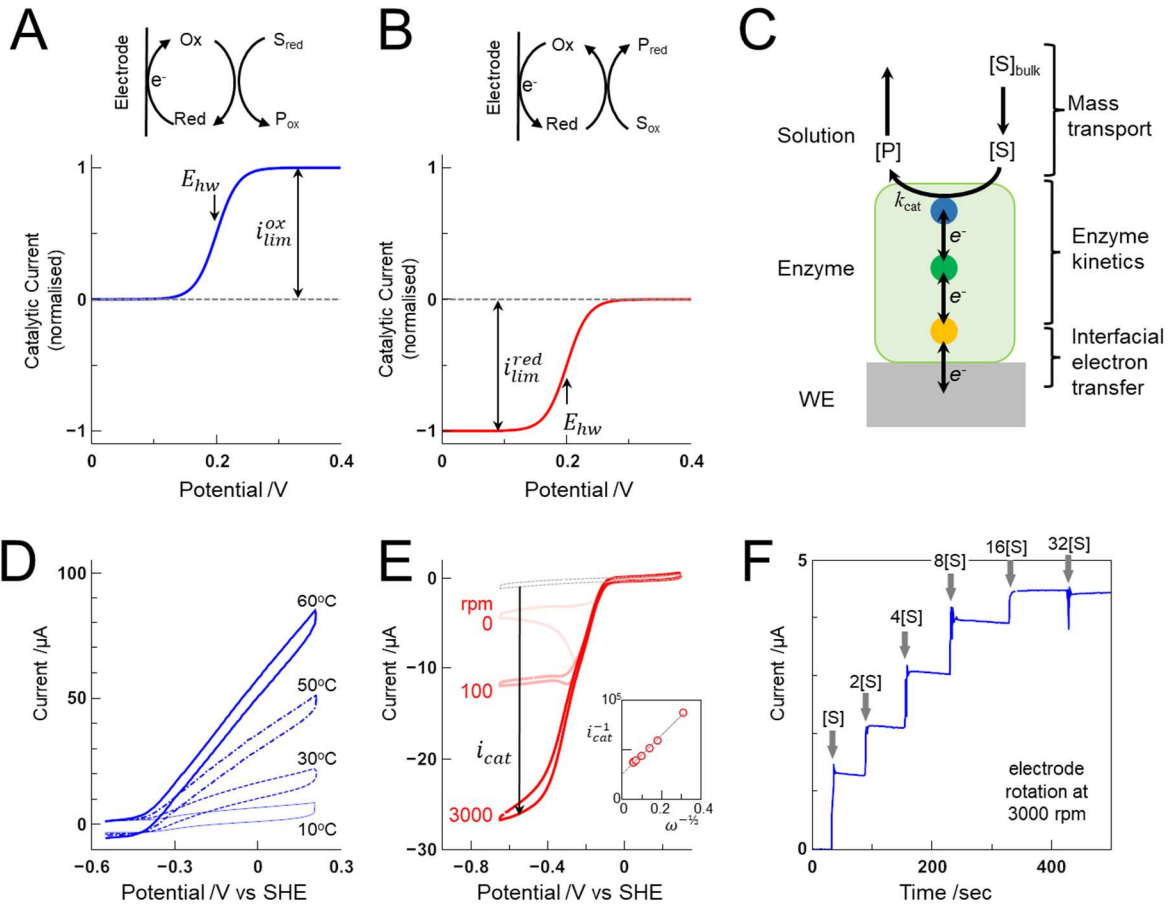 A
Electrode
Ox
S_red
e-
Red
P_ox
Catalytic Current
(normalised)
1
0
−1
E_hw
i_lim^ox
0
0.2
0.4
Potential /V
B
Electrode
Ox
P_red
e-
Red
S_ox
Catalytic Current
(normalised)
1
0
−1
i_lim^red
E_hw
0
0.2
0.4
Potential /V
C
[S]bulk
Mass
transport
Solution
[P]
[S]
k_cat
e-
Enzyme
e-
Enzyme
kinetics
e-
Interfacial
electron
transfer
WE
D
Current /µA
100
50
0
60°C
50°C
30°C
10°C
−0.6
−0.3
0
0.3
Potential /V vs SHE
E
Current /µA
0
−10
−20
−30
rpm
0
100
3000
i_cat
10^5
i_cat^-1
0
0
0.2
0.4
ω^−½
−0.4
0
Potential /V vs SHE
F
Current /µA
5
0
[S]
2[S]
4[S]
8[S]
16[S]
32[S]
electrode
rotation at
3000 rpm
0
200
400
Time /sec